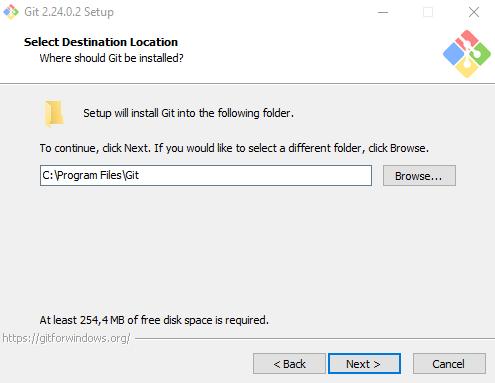 Git 2.24.0.2 Setup
Select Destination Location
Where should Git be installed?
Setup will install Git into the following folder.
To continue, click Next. If you would like to select a different folder, click Browse.
C:\Program Files\Git
Browse...
At least 254,4 MB of free disk space is required.
https://gitforwindows.org/
< Back
Next >
Cancel